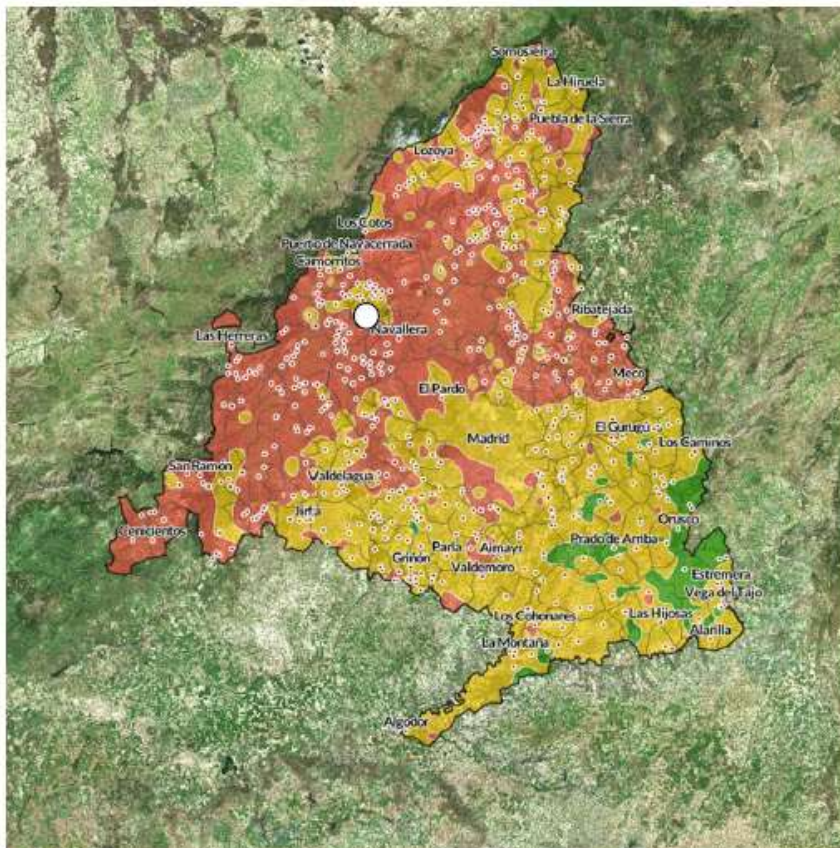 Somosierra
La Hiruela
Puebla de la Sierra
Lozoya
Los Cotos
Puerto de Navacerrada
Camorritos
Ribatejada
Navallera
Las Herreras
Meco
El Pardo
El Gurugú
Madrid
Los Caminos
San Ramón
Valdelagua
Orusco
Cenicientos
Prado de Arriba
Parla
Griñón
Valdemoro
Estremera
Vega del Tajo
Los Cohonares
Las Hijosas
Alarilla
La Montaña
Algodor